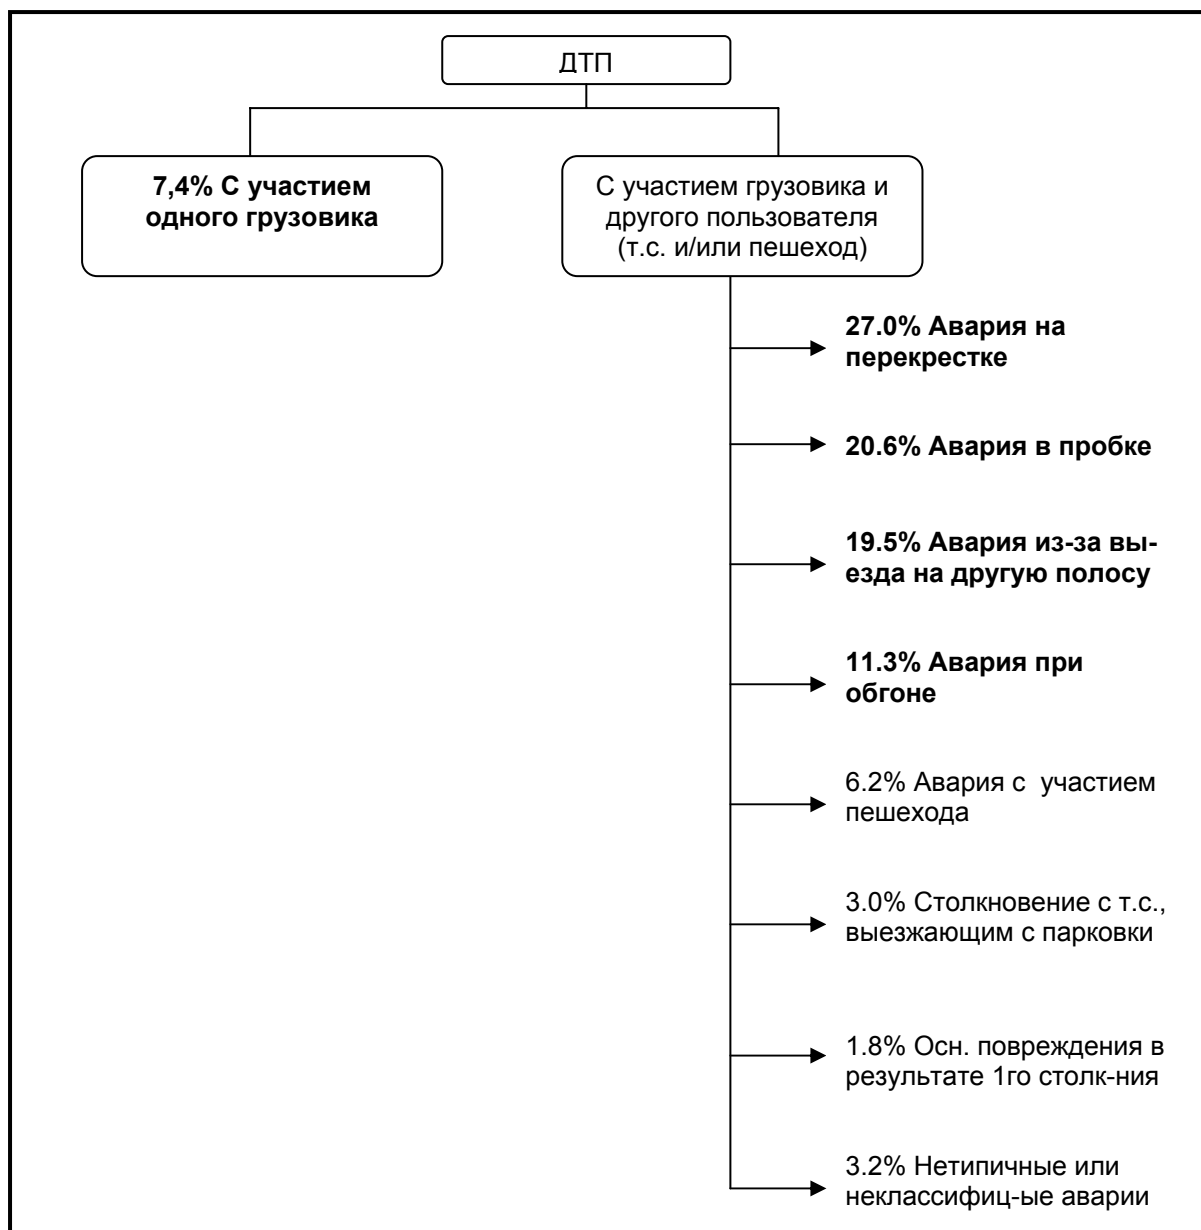 ДТП
7,4% С участием
одного грузовика
С участием грузовика и
другого пользователя
(т.с. и/или пешеход)
27.0% Авария на
перекрестке
20.6% Авария в пробке
19.5% Авария из-за вы-
езда на другую полосу
11.3% Авария при
обгоне
6.2% Авария с  участием
пешехода
3.0% Столкновение с т.с.,
выезжающим с парковки
1.8% Осн. повреждения в
результате 1го столк-ния
3.2% Нетипичные или
неклассифиц-ые аварии